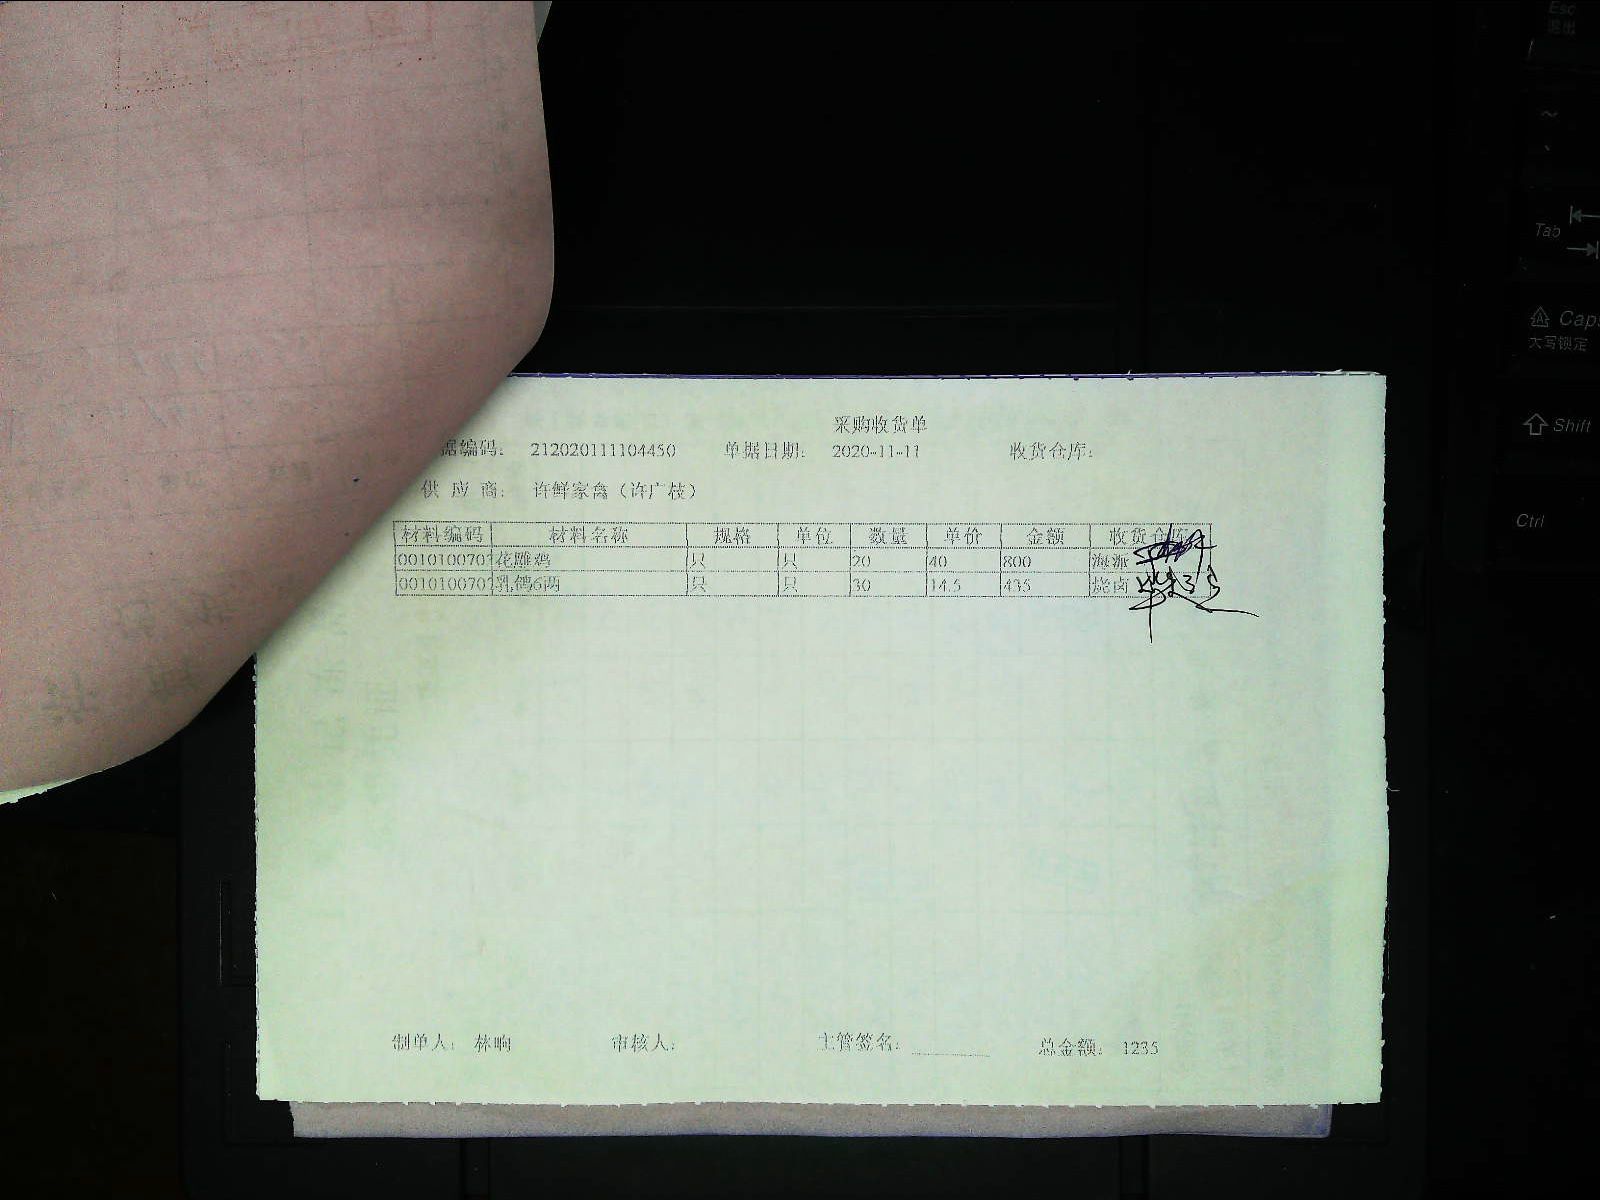 采购收货单
据编码: 212020111104450 单据日期: 2020-11-11 收货仓库:
供应商: 许鲜家禽（许广枝）
材料编码 材料名称 规格 单位 数量 单价 金额 收货仓库
0010100707 花雕鸡 只 只 20 40 800 海派
0010100707 乳鸽6两 只 只 30 14.5 435 烧卤
制单人: 林响 审核人: 主管签名: 总金额: 1235
Esc
退出
~
Tab
Caps
大写锁定
Shift
Ctrl